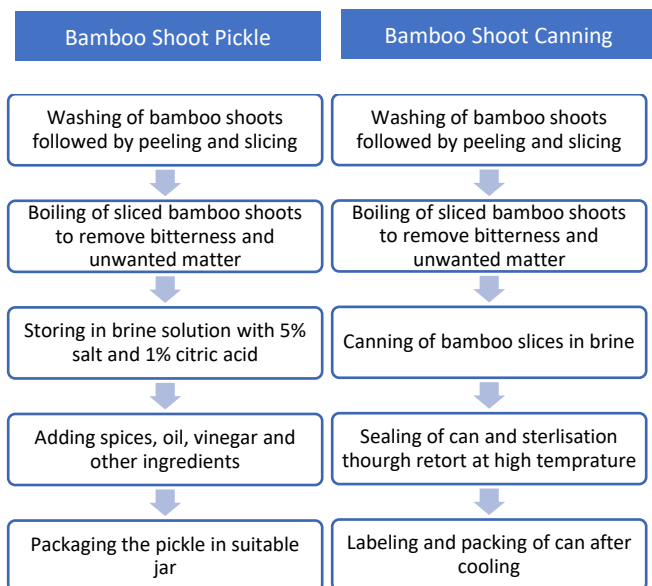 Bamboo Shoot Pickle
Washing of bamboo shoots
followed by peeling and slicing
Boiling of sliced bamboo shoots
to remove bitterness and
unwanted matter
Storing in brine solution with 5%
salt and 1% citric acid
Adding spices, oil, vinegar and
other ingredients
Packaging the pickle in suitable
jar
Bamboo Shoot Canning
Washing of bamboo shoots
followed by peeling and slicing
Boiling of sliced bamboo shoots
to remove bitterness and
unwanted matter
Canning of bamboo slices in brine
Sealing of can and sterilisation
thourgh retort at high temprature
Labeling and packing of can after
cooling